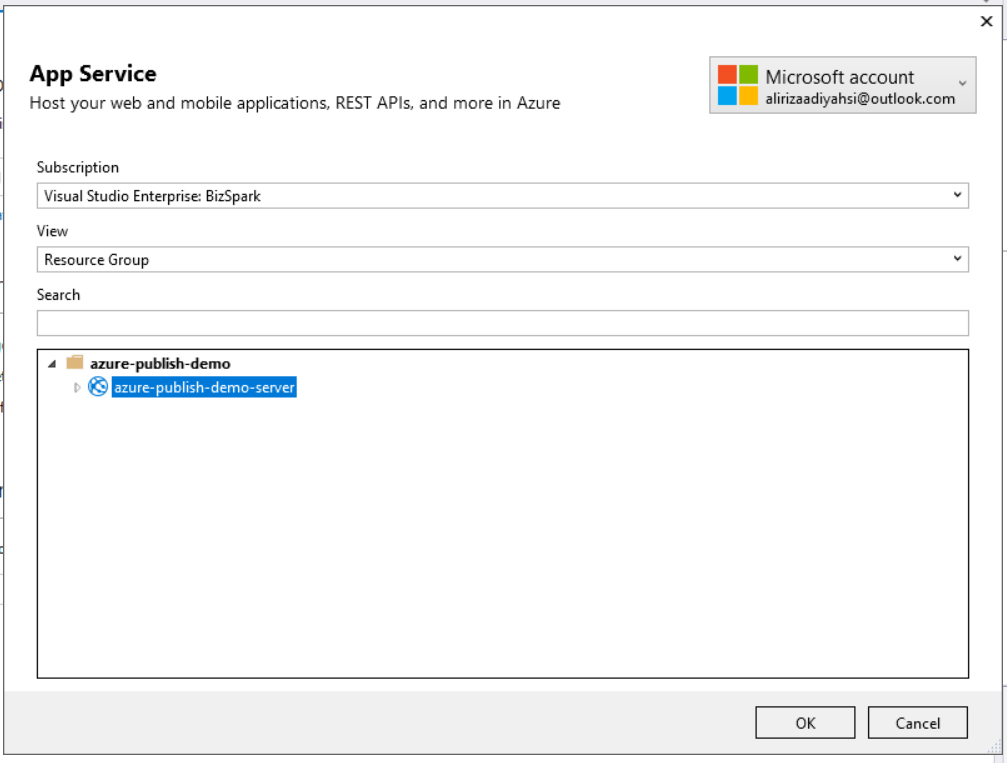 App Service
Host your web and mobile applications, REST APIs, and more in Azure
Microsoft account
alirizaadiyahsi@outlook.com
Subscription
Visual Studio Enterprise: BizSpark
View
Resource Group
Search
azure-publish-demo
azure-publish-demo-server
OK
Cancel